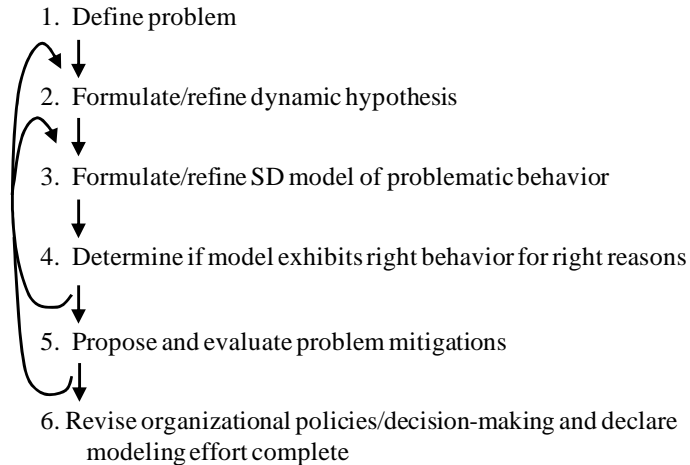 1. Define problem
2. Formulate/refine dynamic hypothesis
3. Formulate/refine SD model of problematic behavior
4. Determine if model exhibits right behavior for right reasons
5. Propose and evaluate problem mitigations
6. Revise organizational policies/decision-making and declare
modeling effort complete